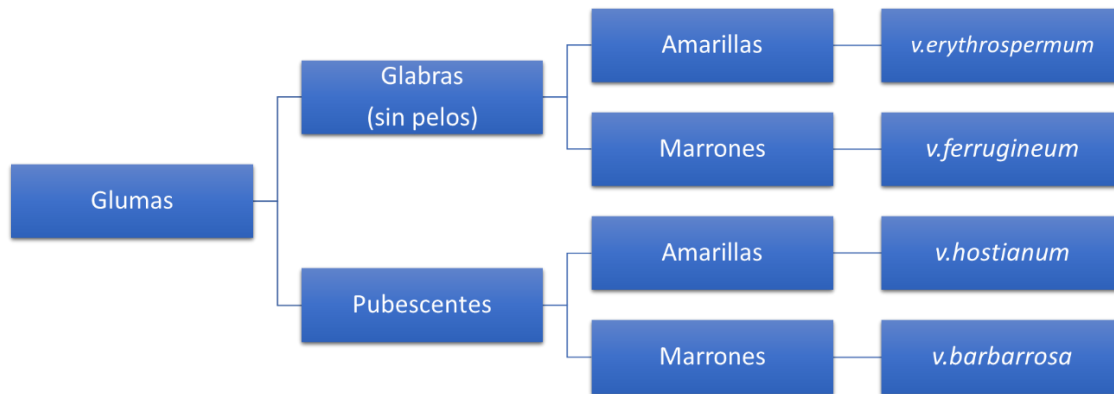 Glumas
Glabras
(sin pelos)
Amarillas
v.erythrospermum
Marrones
v.ferrugineum
Pubescentes
Amarillas
v.hostianum
Marrones
v.barbarrosa